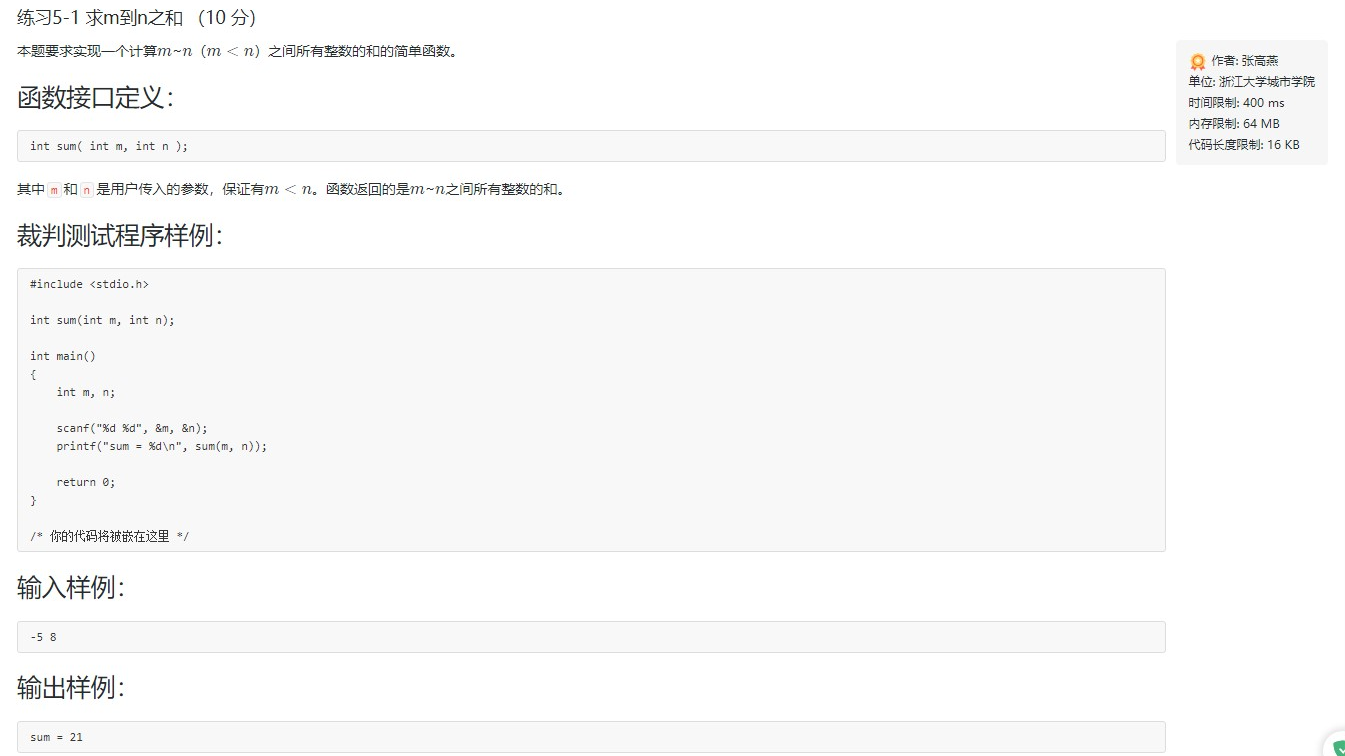 练习5-1 求m到n之和 （10 分）
本题要求实现一个计算m~n（m < n）之间所有整数的和的简单函数。
作者: 张高燕
单位: 浙江大学城市学院
时间限制: 400 ms
内存限制: 64 MB
代码长度限制: 16 KB
函数接口定义：
int sum( int m, int n );
其中 m 和 n 是用户传入的参数，保证有m < n。函数返回的是m~n之间所有整数的和。
裁判测试程序样例：
#include <stdio.h>
int sum(int m, int n);
int main()
{
    int m, n;
    scanf("%d %d", &m, &n);
    printf("sum = %d\n", sum(m, n));
    return 0;
}
/* 你的代码将被嵌在这里 */
输入样例：
-5 8
输出样例：
sum = 21